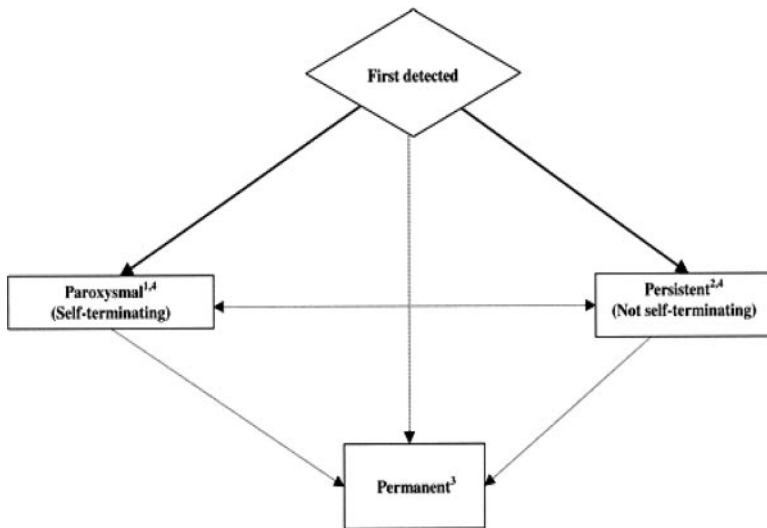 First detected
Paroxysmal1,4
(Self-terminating)
Persistent2,4
(Not self-terminating)
Permanent3